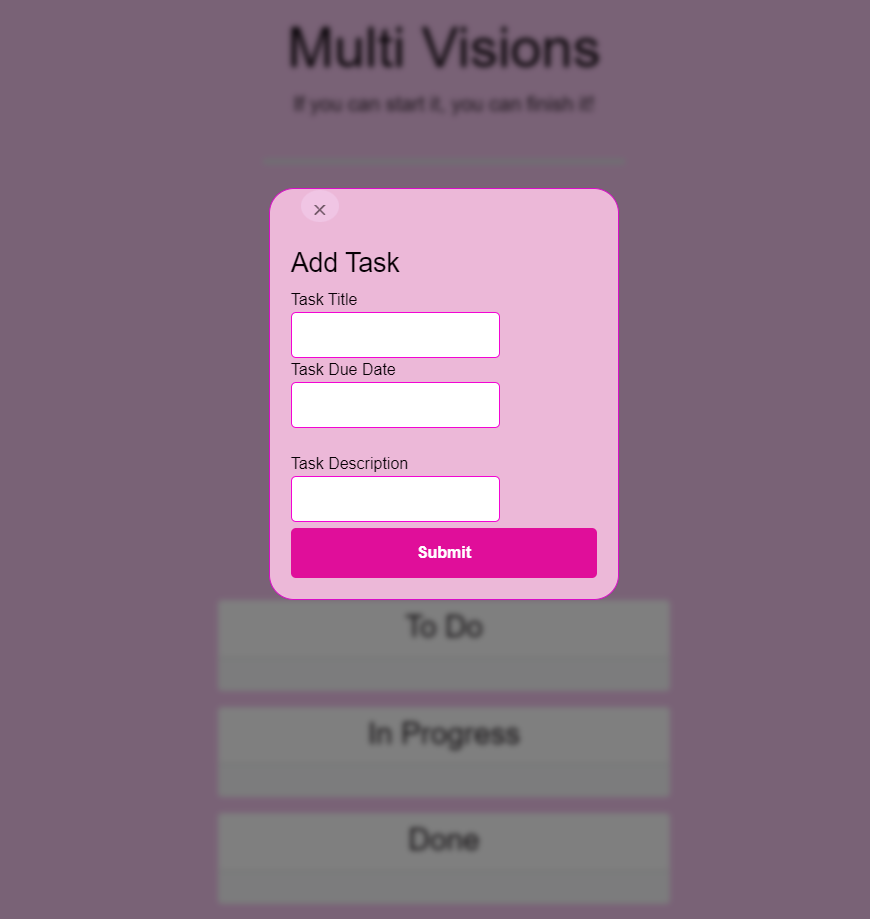 Multi Visions
If you can start it, you can finish it!
×
Add Task
Task Title
Task Due Date
Task Description
Submit
To Do
In Progress
Done